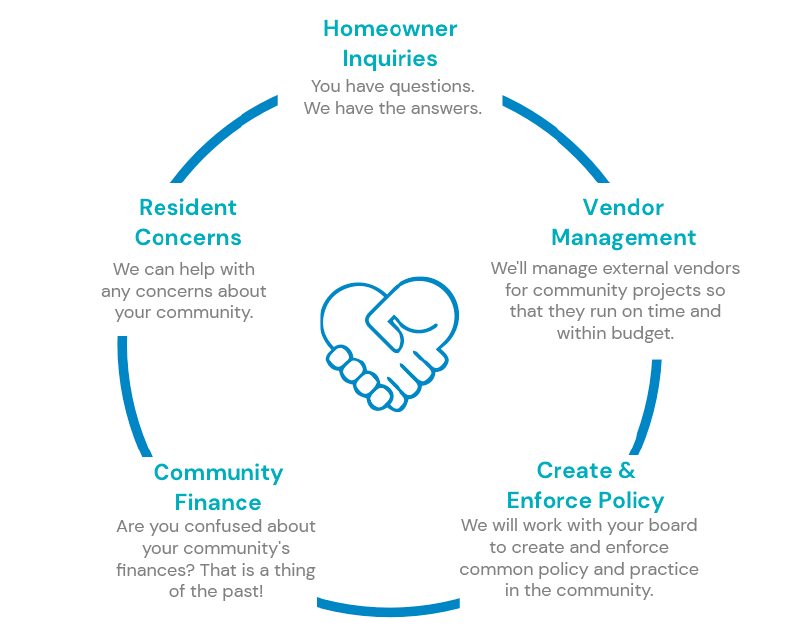 Homeowner
Inquiries
You have questions.
We have the answers.
Resident
Concerns
We can help with
any concerns about
your community.
Vendor
Management
We'll manage external vendors
for community projects so
that they run on time and
within budget.
Community
Finance
Are you confused about
your community's
finances? That is a thing
of the past!
Create &
Enforce Policy
We will work with your board
to create and enforce
common policy and practice
in the community.